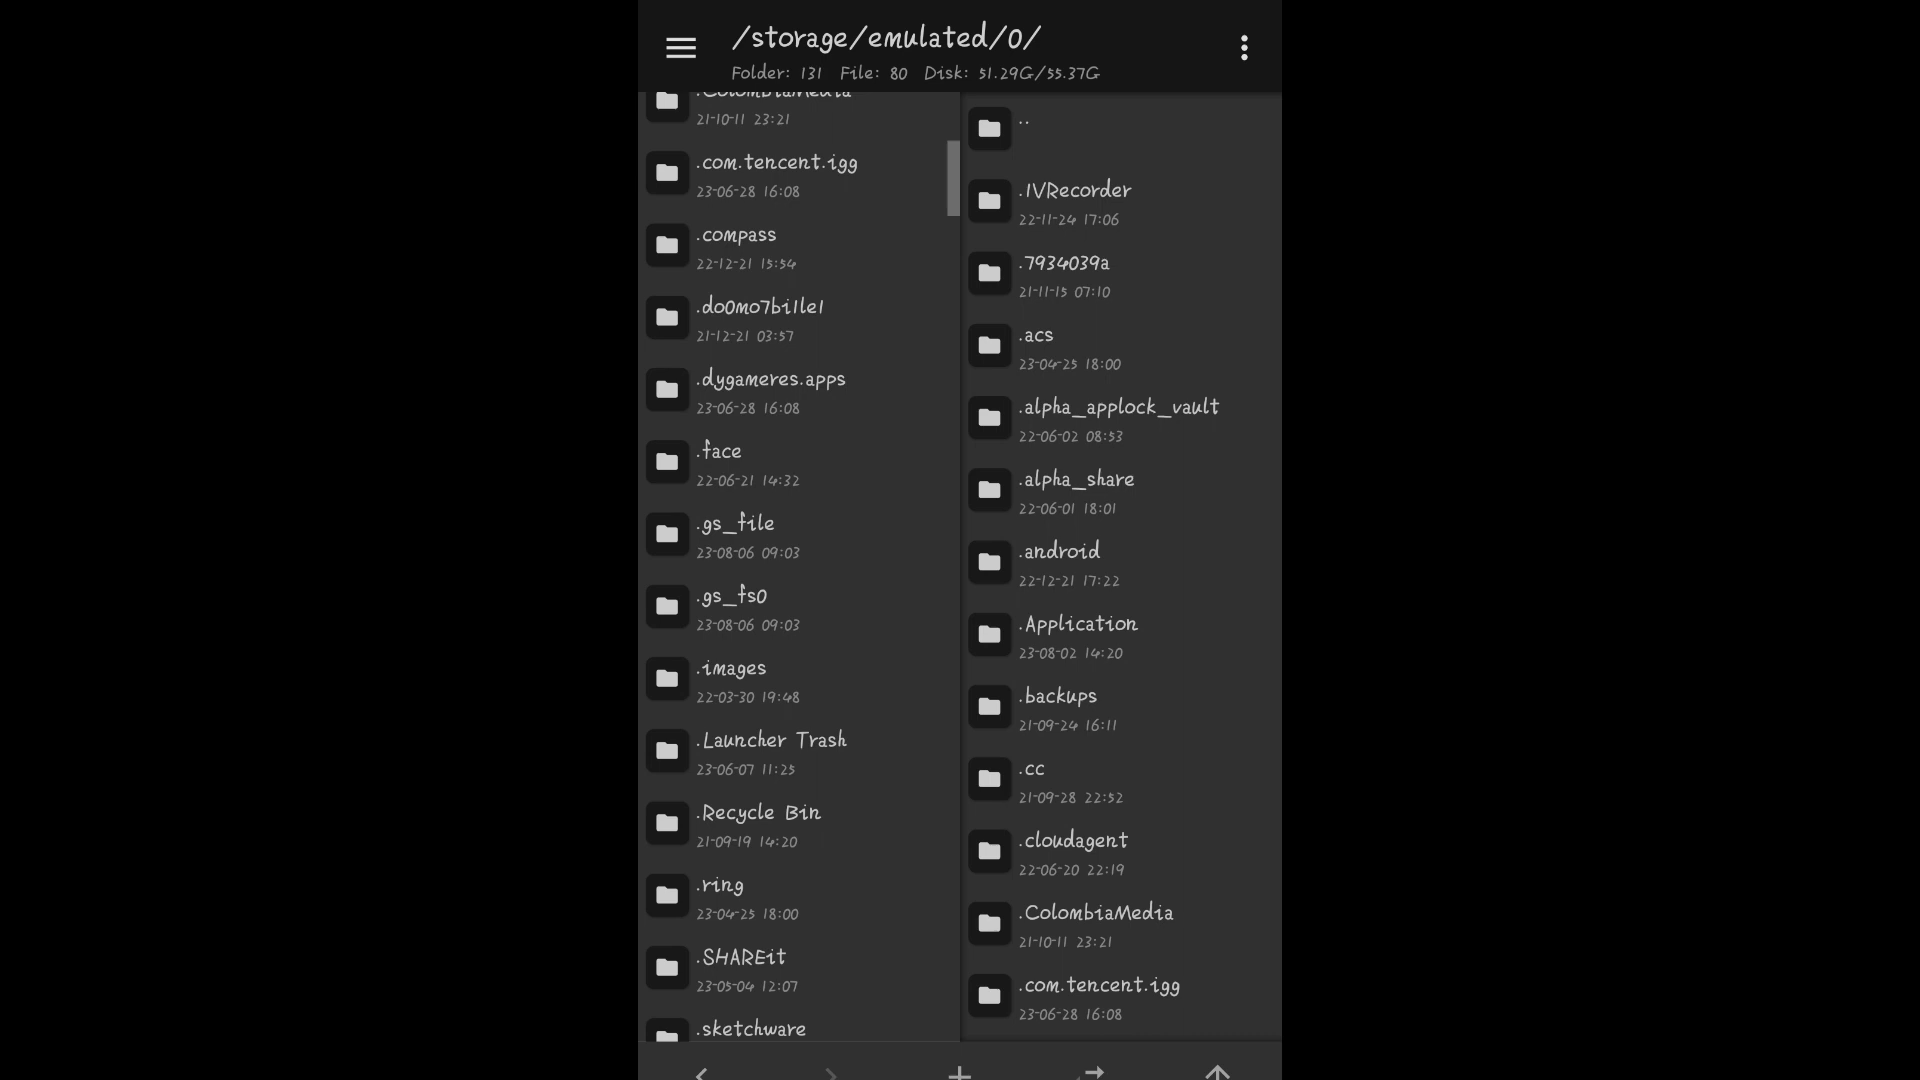 /storage/emulated/0/
Folder: 131 File: 80 Disk: 51.29G/55.37G
.ColombiaMedia
21-10-11 23:21
.com.tencent.igg
23-06-28 16:08
.compass
22-12-21 15:54
.do0mo7bi1le1
21-12-21 03:57
.dygameres.apps
23-06-28 16:08
.face
22-06-21 14:32
.gs_file
23-08-06 09:03
.gs_fs0
23-08-06 09:03
.images
22-03-30 19:48
.Launcher Trash
23-06-07 11:25
.Recycle Bin
21-09-19 14:20
.ring
23-04-25 18:00
.SHAREit
23-05-04 12:07
.sketchware
..
.1VRecorder
22-11-24 17:06
.7934039a
21-11-15 07:10
.acs
23-04-25 18:00
.alpha_applock_vault
22-06-02 08:53
.alpha_share
22-06-01 18:01
.android
22-12-21 17:22
.Application
23-08-02 14:20
.backups
21-09-24 16:11
.cc
21-09-28 22:52
.cloudagent
22-06-20 22:19
.ColombiaMedia
21-10-11 23:21
.com.tencent.igg
23-06-28 16:08